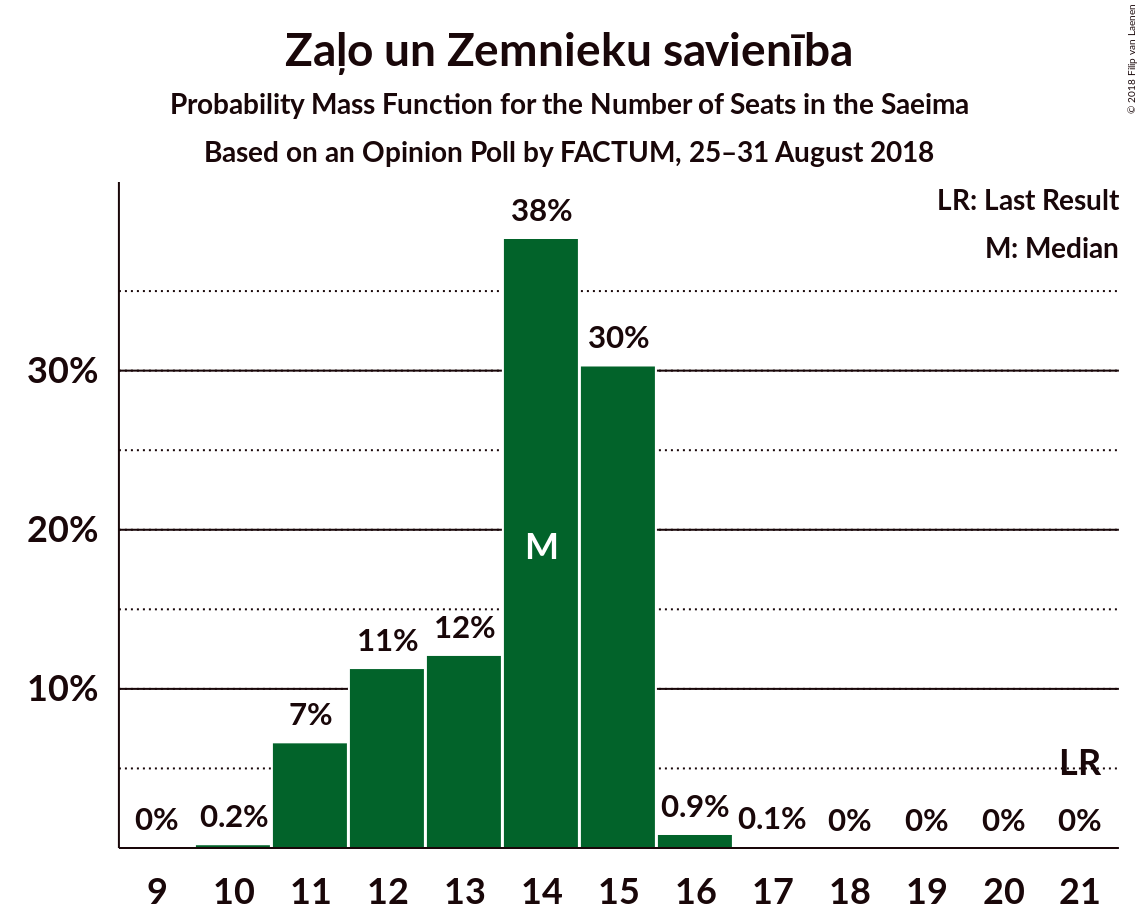 Zaļo un Zemnieku savienība
Probability Mass Function for the Number of Seats in the Saeima
Based on an Opinion Poll by FACTUM, 25–31 August 2018
© 2018 Filip van Laenen
LR: Last Result
M: Median
38%
30%
30%
20%
M
12%
11%
10%
7%
LR
0%
0.2%
0.9%
0.1%
0%
0%
0%
0%
9 10 11 12 13 14 15 16 17 18 19 20 21